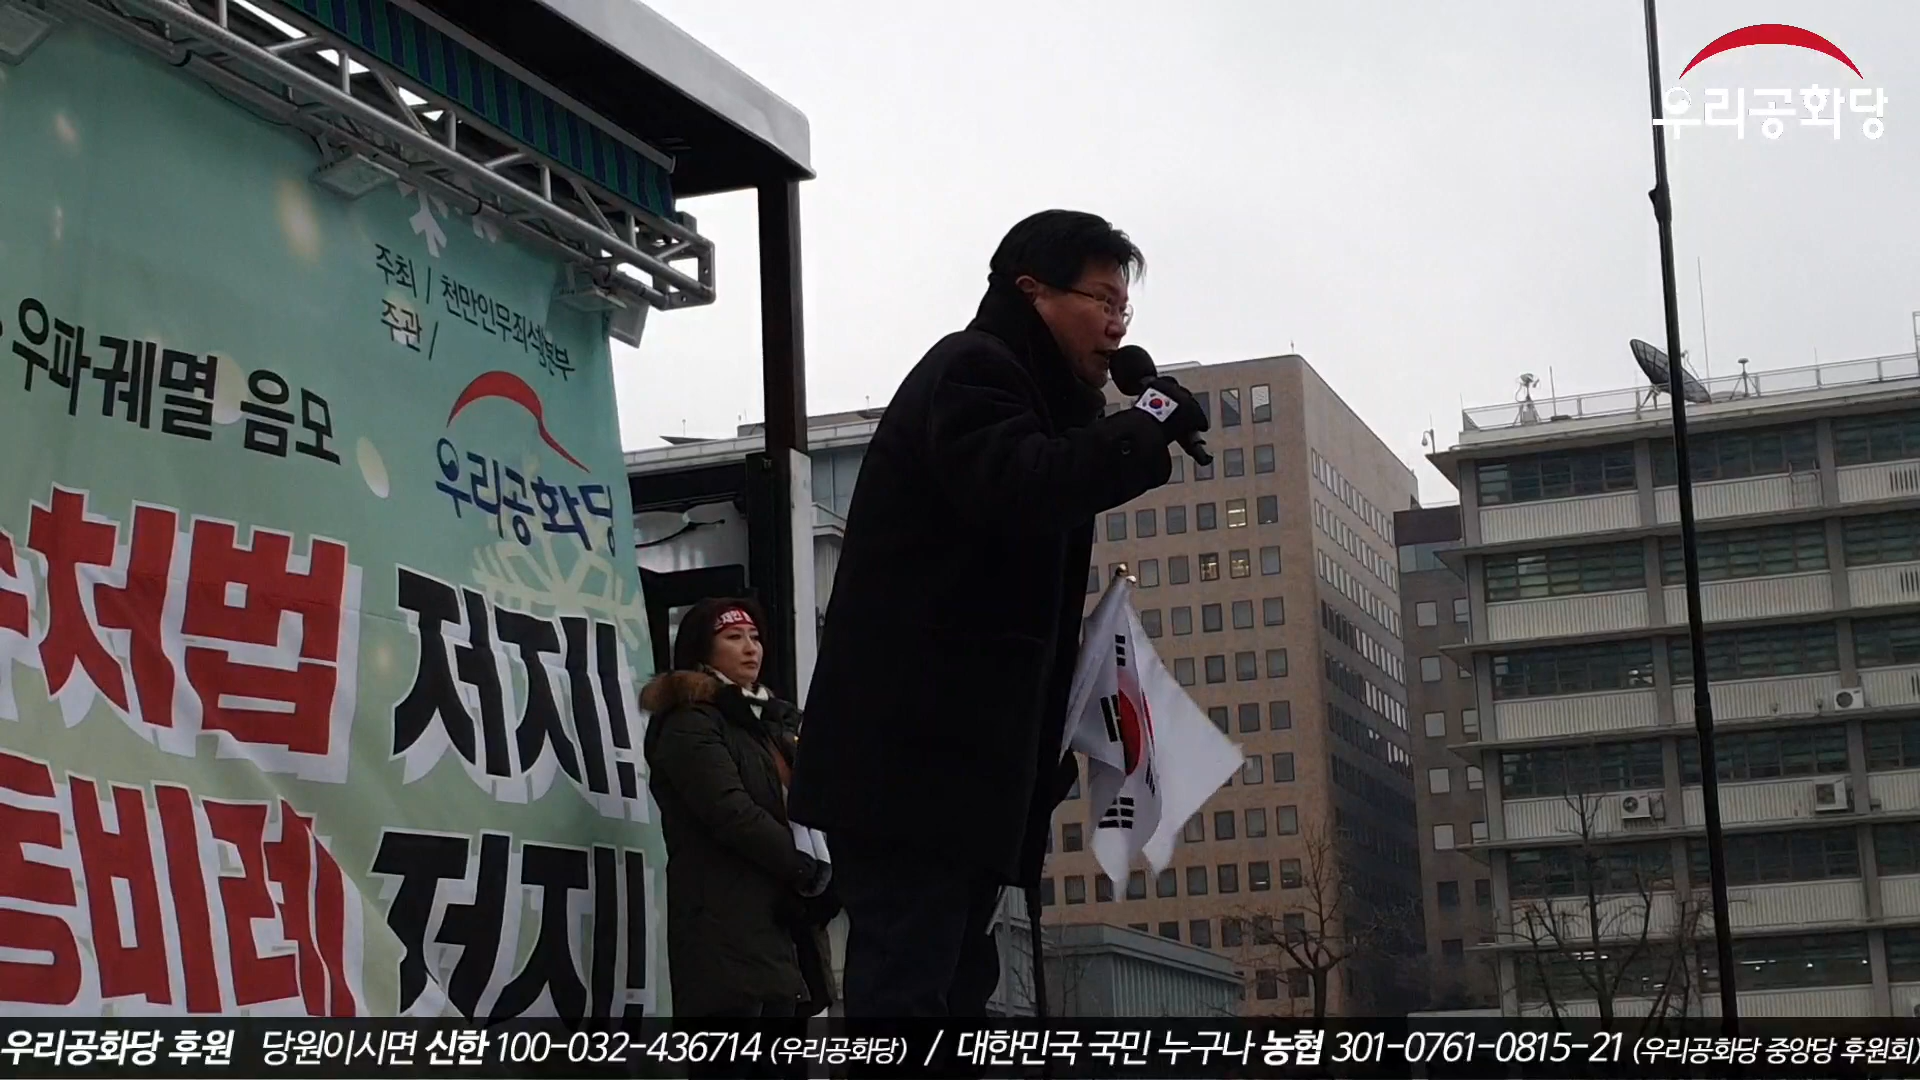 우리공화당
주최 / 천만인무죄석방본부
주관 /
우파궤멸 음모
우리공화당
수처법 저지!
동비례 저지!
우리공화당 후원 당원이시면 신한 100-032-436714 (우리공화당) / 대한민국 국민 누구나 농협 301-0761-0815-21 (우리공화당 중앙당 후원회)